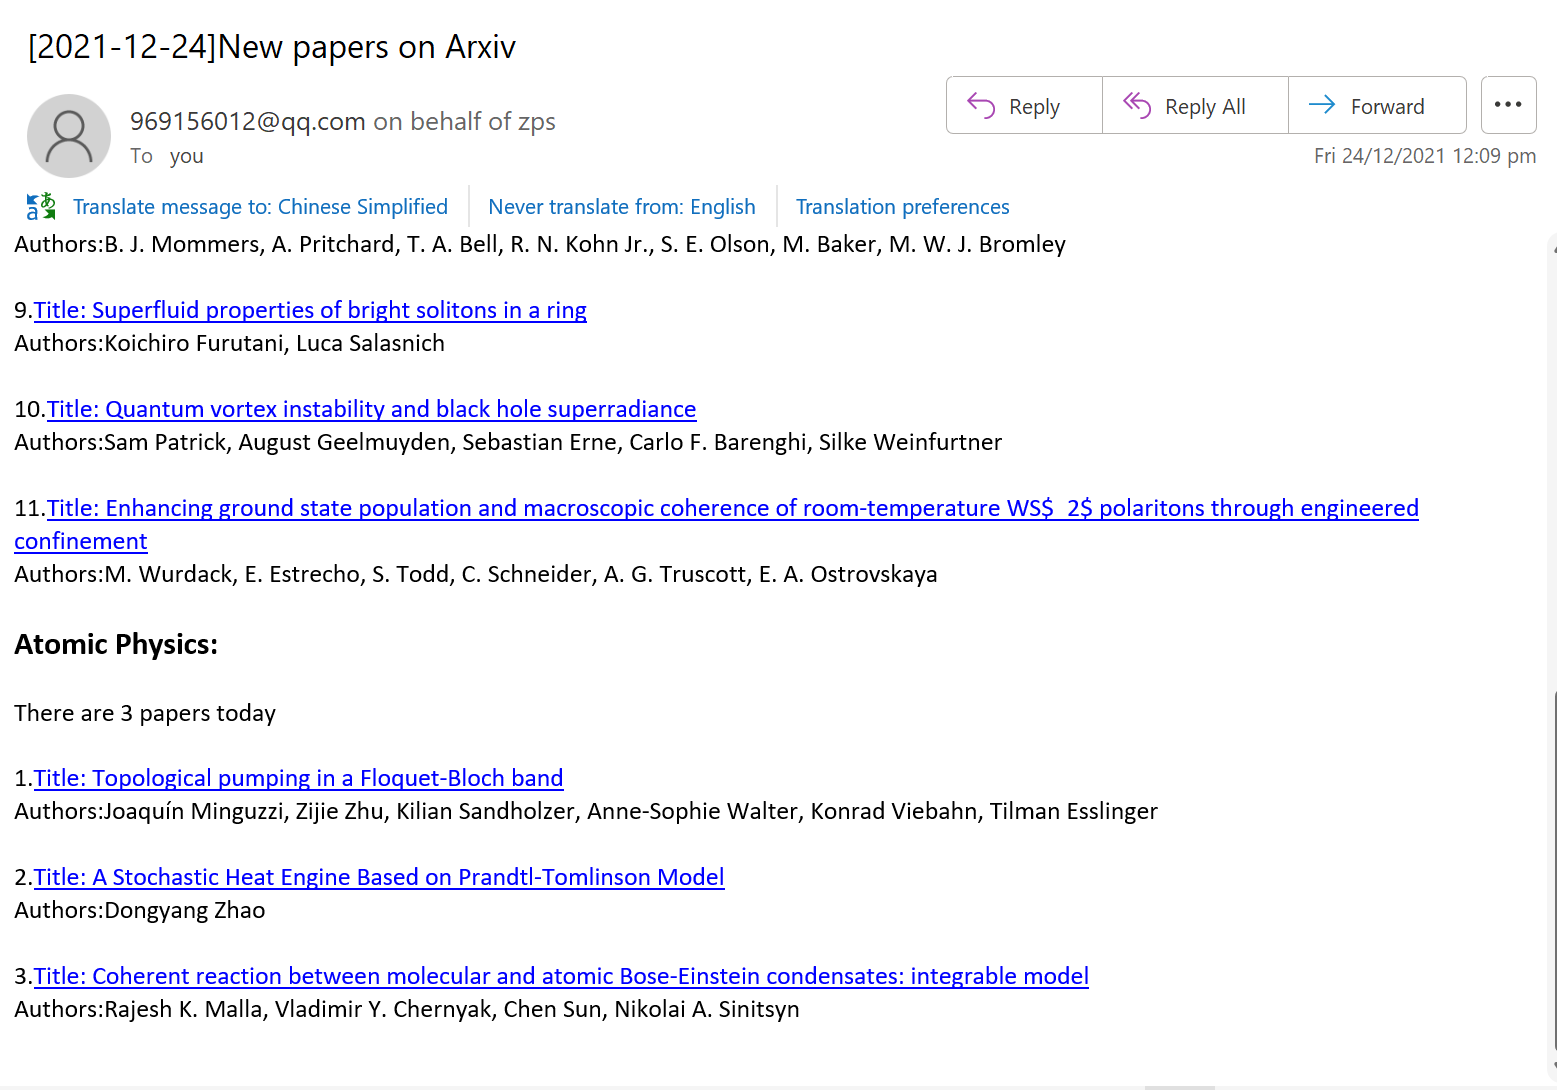 [2021-12-24]New papers on Arxiv
Reply
Reply All
Forward
969156012@qq.com on behalf of zps
To you
Fri 24/12/2021 12:09 pm
Translate message to: Chinese Simplified
Never translate from: English
Translation preferences
Authors:B. J. Mommers, A. Pritchard, T. A. Bell, R. N. Kohn Jr., S. E. Olson, M. Baker, M. W. J. Bromley
9.Title: Superfluid properties of bright solitons in a ring
Authors:Koichiro Furutani, Luca Salasnich
10.Title: Quantum vortex instability and black hole superradiance
Authors:Sam Patrick, August Geelmuyden, Sebastian Erne, Carlo F. Barenghi, Silke Weinfurtner
11.Title: Enhancing ground state population and macroscopic coherence of room-temperature WS$_2$ polaritons through engineered
confinement
Authors:M. Wurdack, E. Estrecho, S. Todd, C. Schneider, A. G. Truscott, E. A. Ostrovskaya
Atomic Physics:
There are 3 papers today
1.Title: Topological pumping in a Floquet-Bloch band
Authors:Joaquín Minguzzi, Zijie Zhu, Kilian Sandholzer, Anne-Sophie Walter, Konrad Viebahn, Tilman Esslinger
2.Title: A Stochastic Heat Engine Based on Prandtl-Tomlinson Model
Authors:Dongyang Zhao
3.Title: Coherent reaction between molecular and atomic Bose-Einstein condensates: integrable model
Authors:Rajesh K. Malla, Vladimir Y. Chernyak, Chen Sun, Nikolai A. Sinitsyn